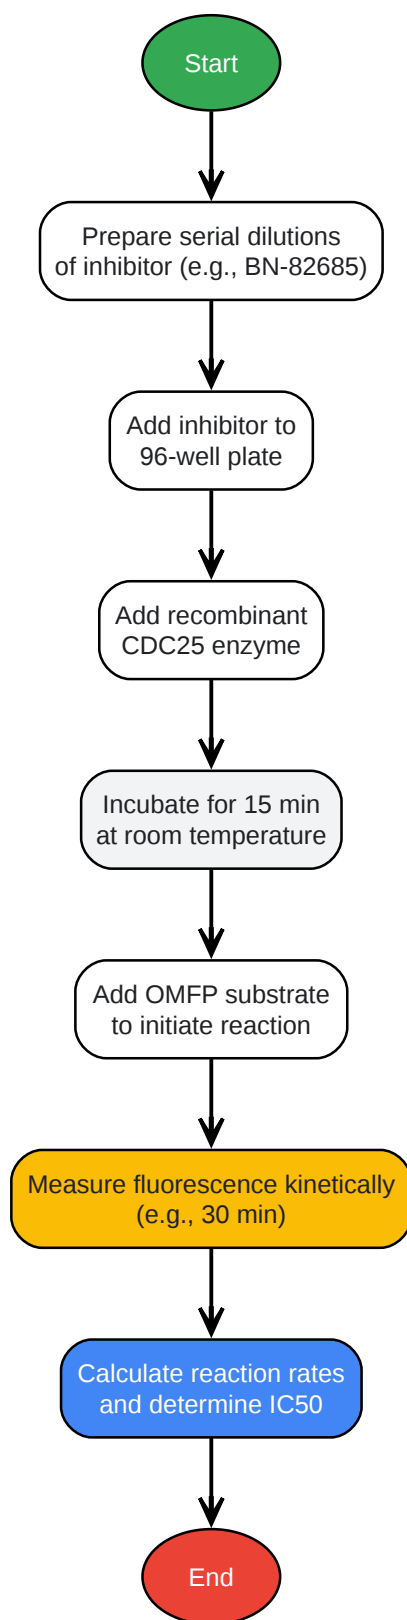 Start
Prepare serial dilutions
of inhibitor (e.g., BN-82685)
Add inhibitor to
96-well plate
Add recombinant
CDC25 enzyme
Incubate for 15 min
at room temperature
Add OMFP substrate
to initiate reaction
Measure fluorescence kinetically
(e.g., 30 min)
Calculate reaction rates
and determine IC50
End